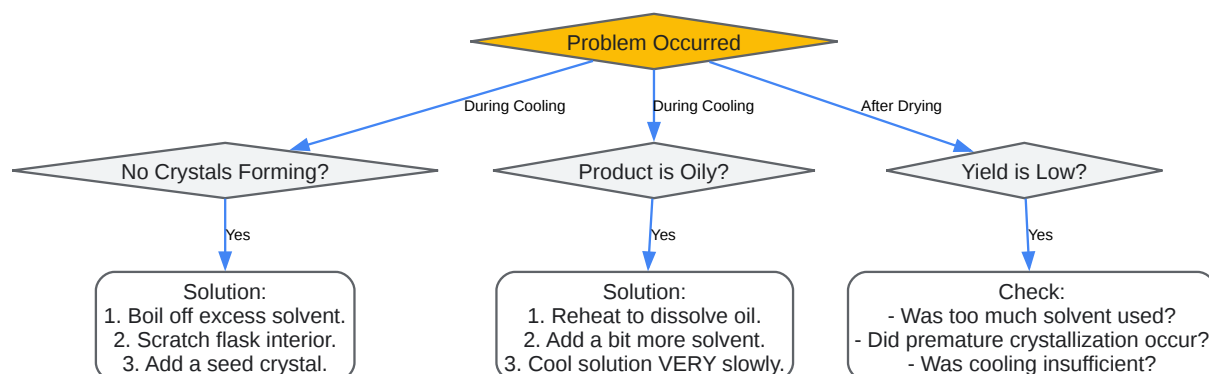 Problem Occurred
During Cooling
During Cooling
After Drying
No Crystals Forming?
Product is Oily?
Yield is Low?
Yes
Yes
Yes
Solution:
1. Boil off excess solvent.
2. Scratch flask interior.
3. Add a seed crystal.
Solution:
1. Reheat to dissolve oil.
2. Add a bit more solvent.
3. Cool solution VERY slowly.
Check:
- Was too much solvent used?
- Did premature crystallization occur?
- Was cooling insufficient?